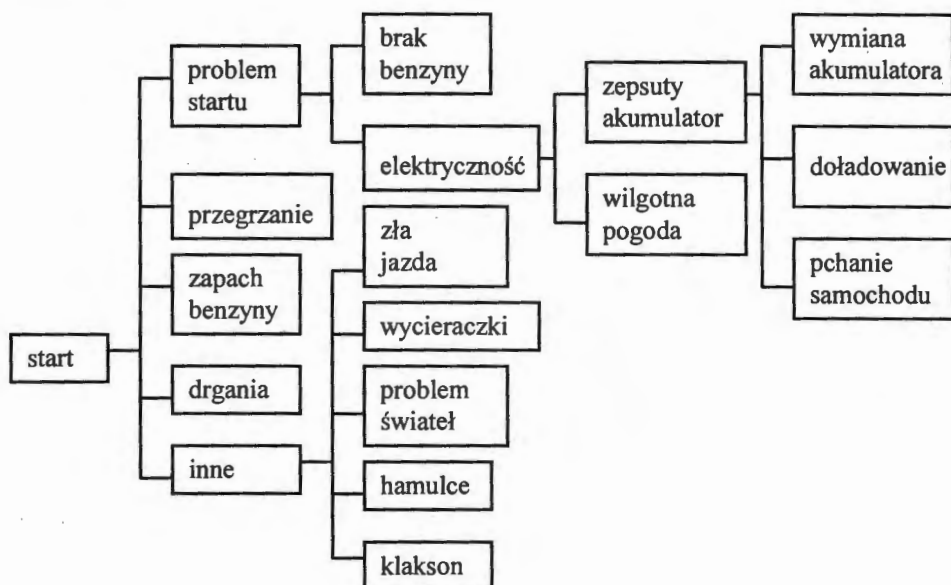 problem
startu
brak
benzyny
elektryczność
zepsuty
akumulator
wilgotna
pogoda
wymiana
akumulatora
doładowanie
pchanie
samochodu
przegrzanie
zapach
benzyny
start
drgania
inne
zła
jazda
wycieraczki
problem
świateł
hamulce
klakson